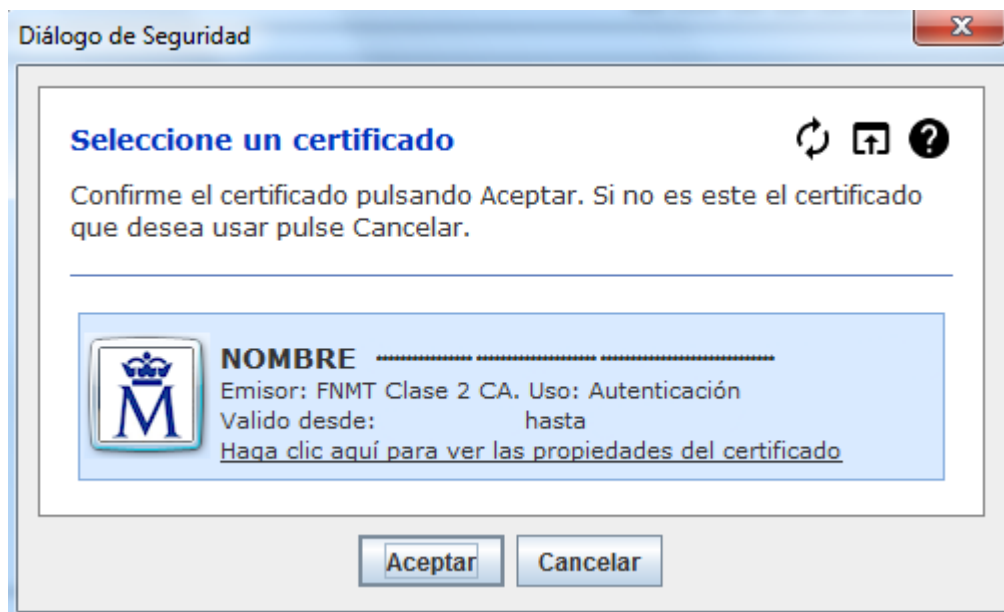 Diálogo de Seguridad
Seleccione un certificado
Confirme el certificado pulsando Aceptar. Si no es este el certificado
que desea usar pulse Cancelar.
NOMBRE
Emisor: FNMT Clase 2 CA. Uso: Autenticación
Valido desde: hasta
Haga clic aquí para ver las propiedades del certificado
Aceptar Cancelar